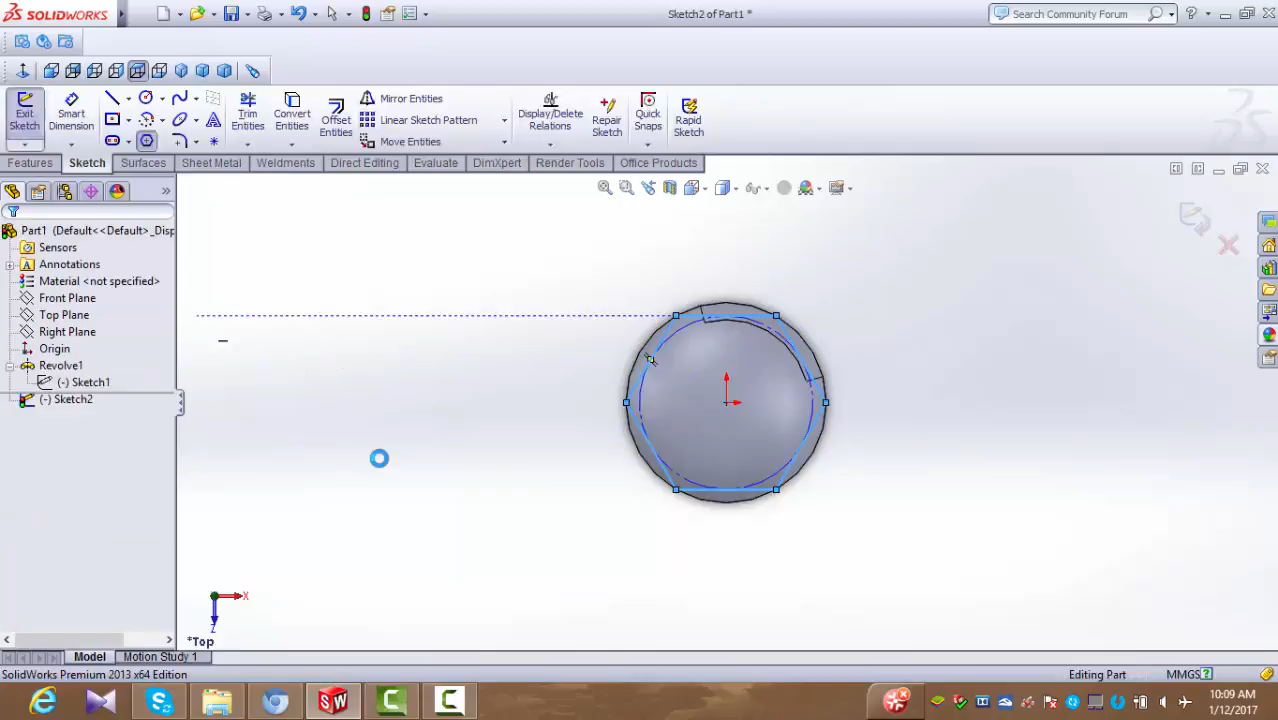 SOLIDWORKS
Sketch2 of Part1 *
Search Community Forum
Exit Sketch
Smart Dimension
Trim Entities
Convert Entities
Offset Entities
Mirror Entities
Linear Sketch Pattern
Move Entities
Display/Delete Relations
Repair Sketch
Quick Snaps
Rapid Sketch
Features Sketch Surfaces Sheet Metal Weldments Direct Editing Evaluate DimXpert Render Tools Office Products
Part1 (Default<<Default>_Disp
Sensors
Annotations
Material <not specified>
Front Plane
Top Plane
Right Plane
Origin
Revolve1
(-) Sketch1
(-) Sketch2
X
Z
*Top
Model Motion Study 1
SolidWorks Premium 2013 x64 Edition
Editing Part
MMGS
10:09 AM
1/12/2017